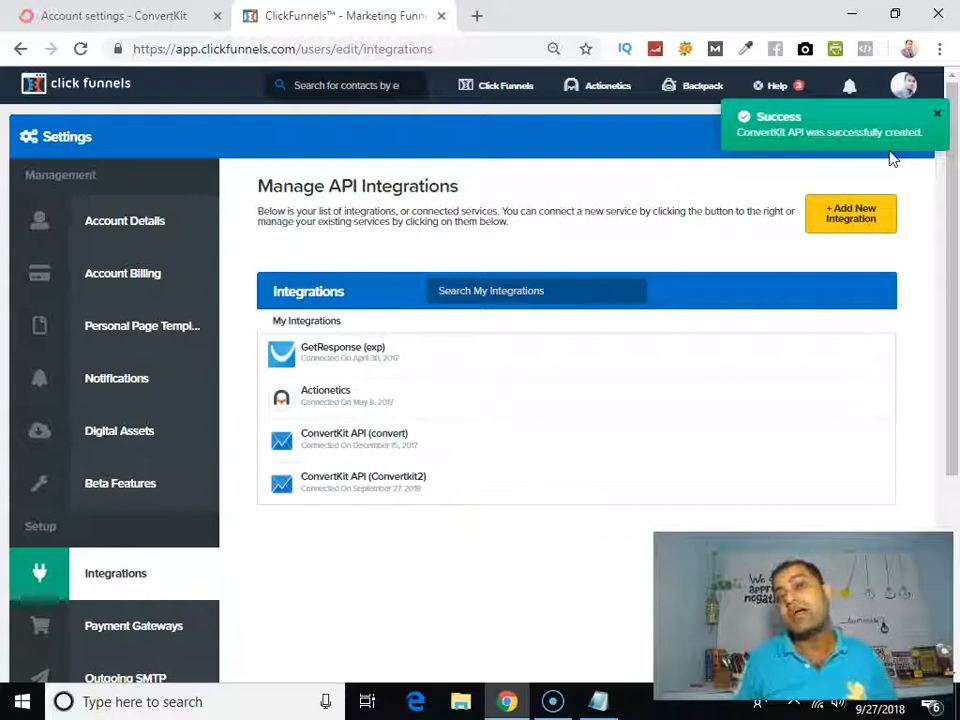 Account settings - ConvertKit
ClickFunnels™ - Marketing Funn
https://app.clickfunnels.com/users/edit/integrations
click funnels
Search for contacts by e
Click Funnels
Actionetics
Backpack
Help 3
Settings
Success
ConvertKit API was successfully created.
Management
Account Details
Account Billing
Personal Page Templ...
Notifications
Digital Assets
Beta Features
Setup
Integrations
Payment Gateways
Outgoing SMTP
Manage API Integrations
Below is your list of integrations, or connected services. You can connect a new service by clicking the button to the right or
manage your existing services by clicking on them below.
+ Add New
Integration
Integrations
Search My Integrations
My Integrations
GetResponse (exp)
Connected On April 30, 2017
Actionetics
Connected On May 8, 2017
ConvertKit API (convert)
Connected On December 15, 2017
ConvertKit API (Convertkit2)
Connected On September 27, 2018
Type here to search
9/27/2018
6